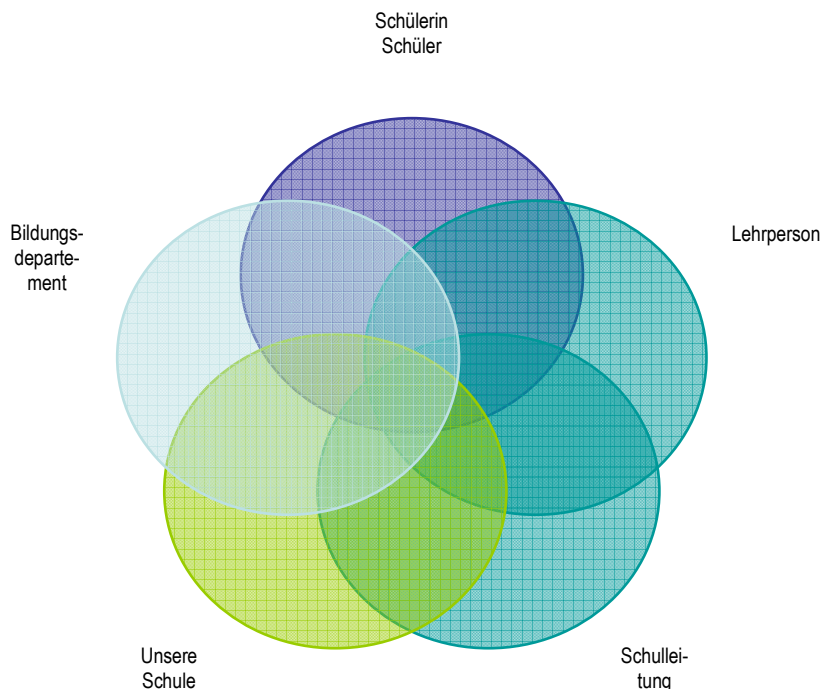 Schülerin
Schüler
Bildungs-
departe-
ment
Lehrperson
Unsere
Schule
Schullei-
tung